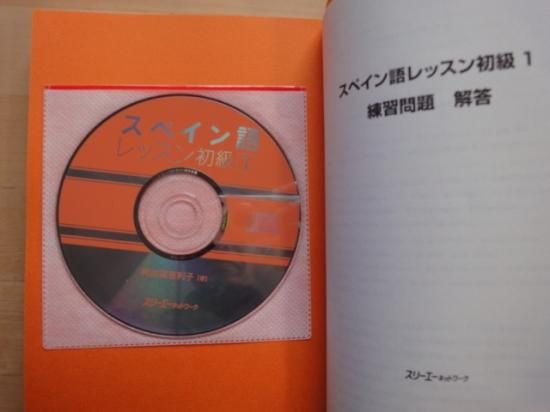 スペイン語
レッスン初級 1
スリーエーネットワーク
スペイン語レッスン初級 1
練習問題 解答
スリーエーネットワーク